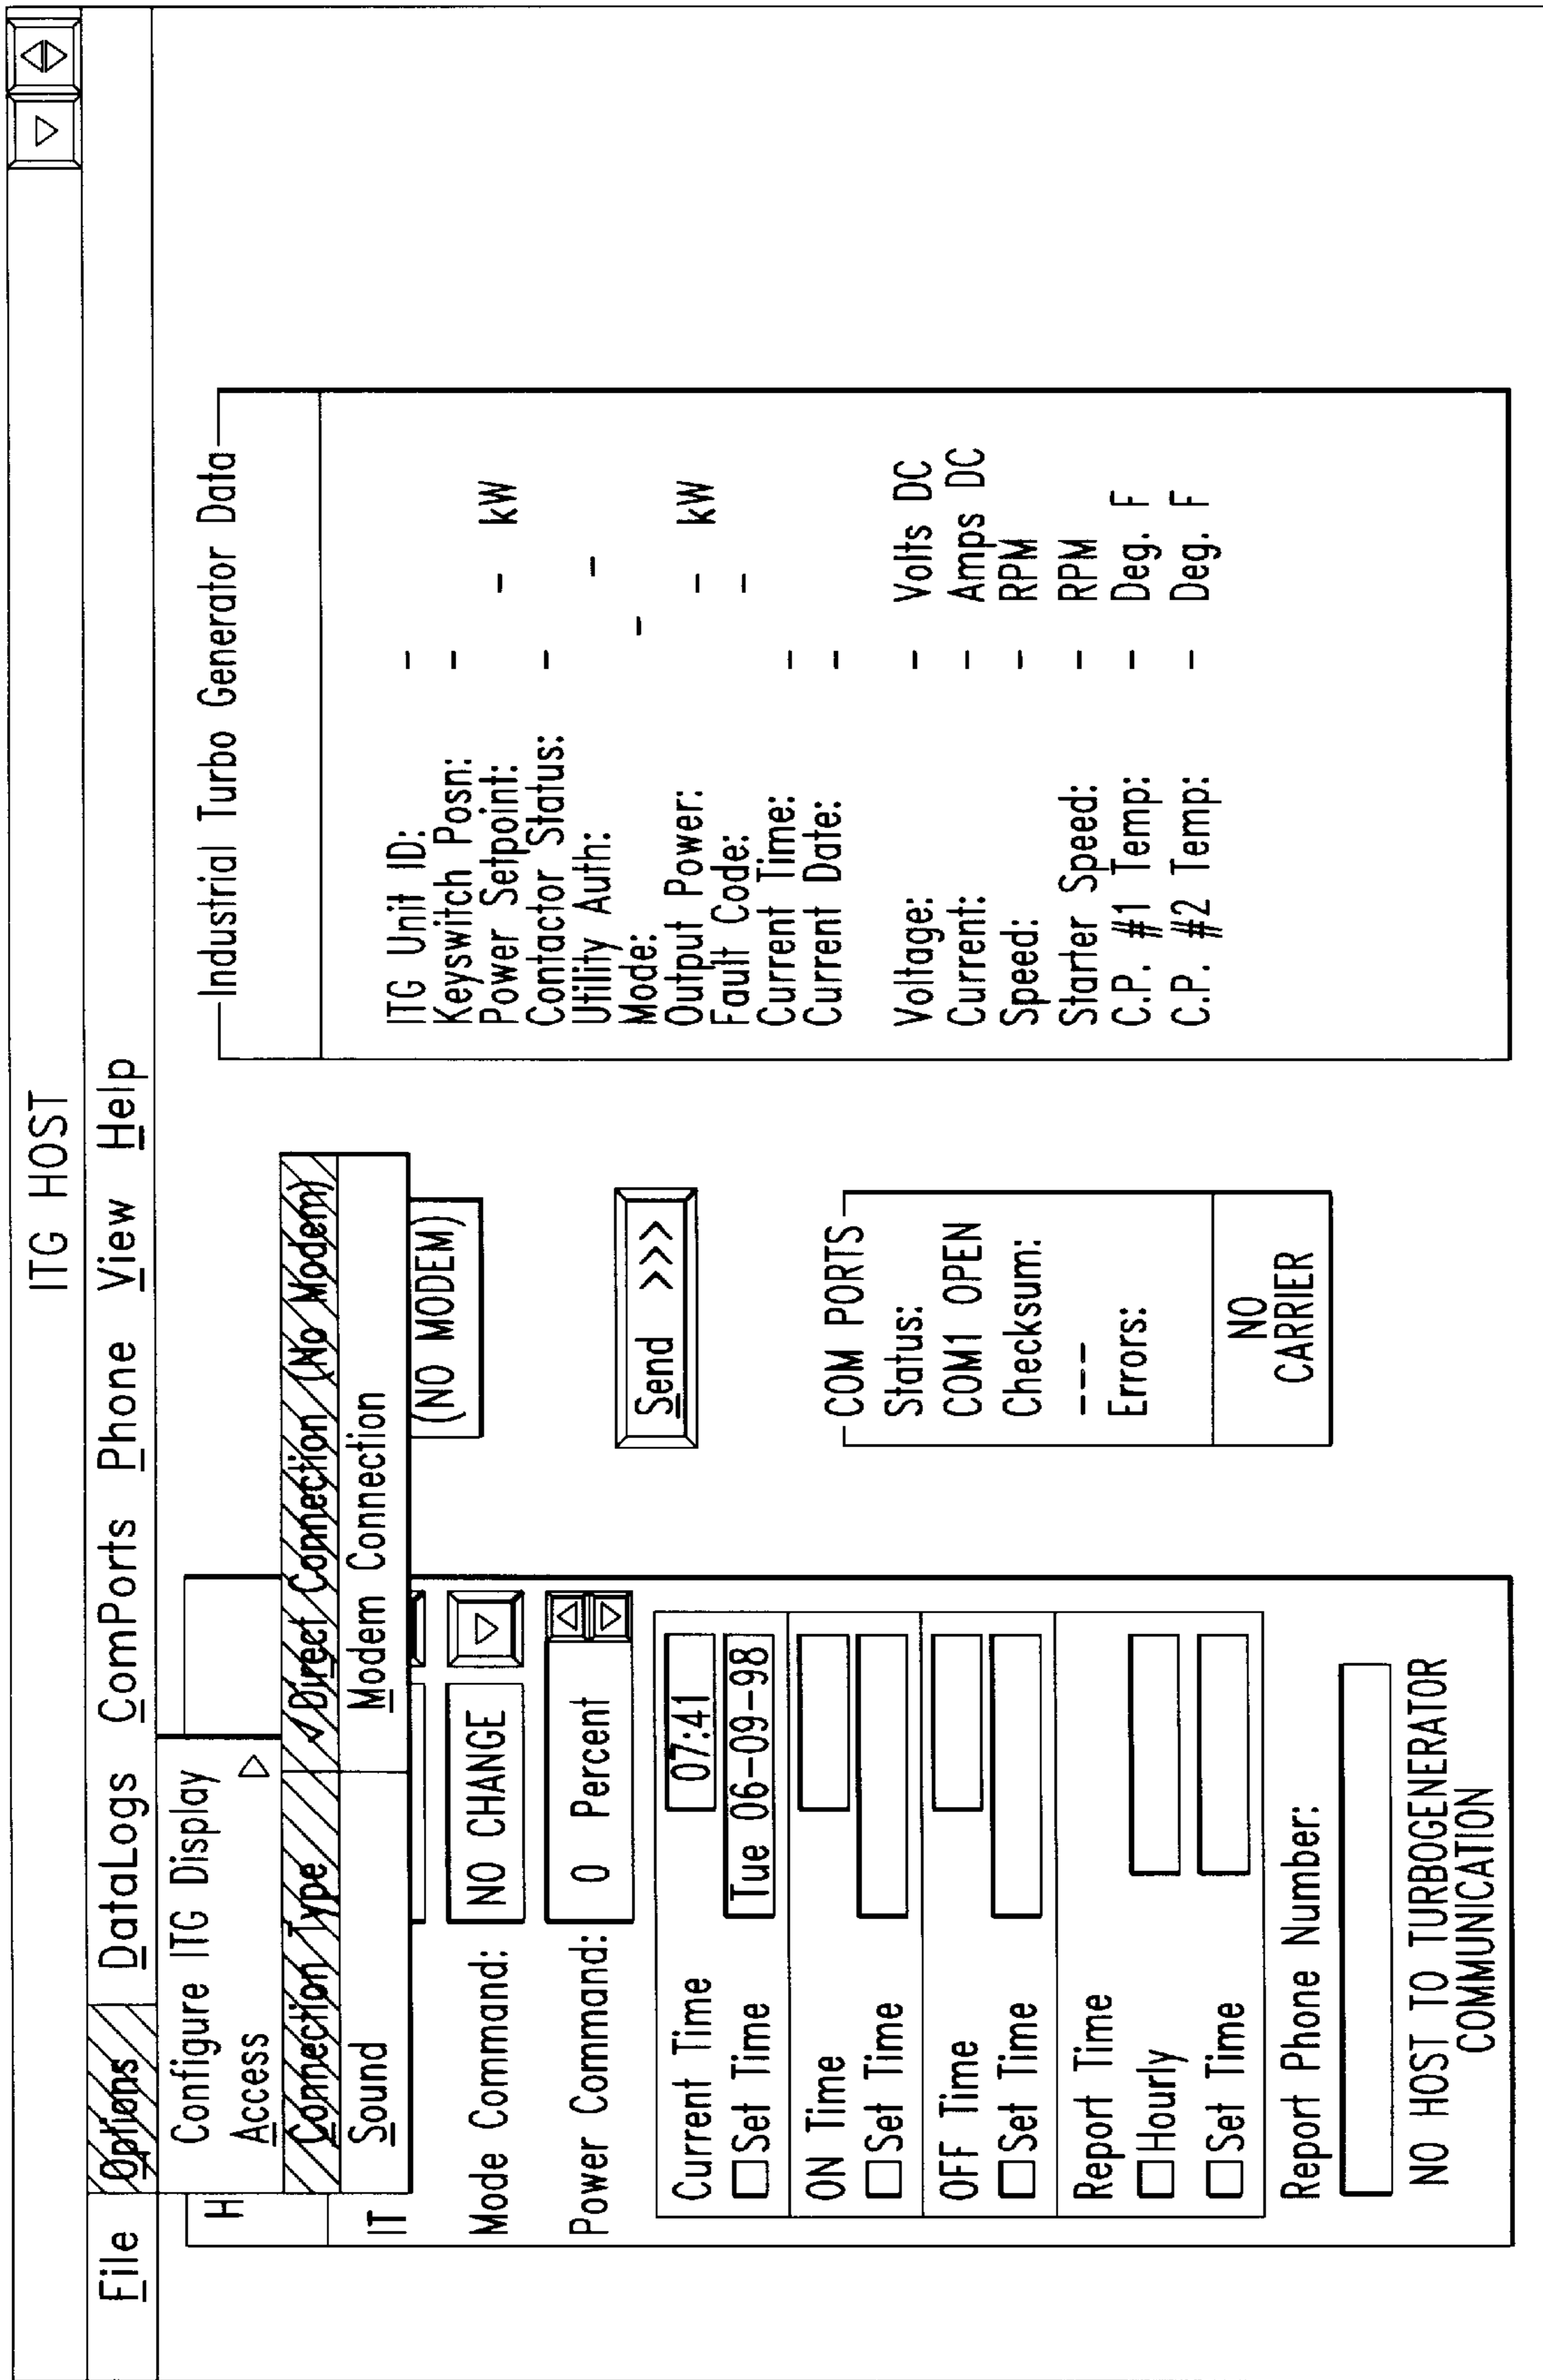 ITG HOST
File Options DataLogs ComPorts Phone View Help
Configure ITG Display
Access
Connection Type
Sound
✓ Direct Connection (No Modem)
Modem Connection
H
IT
(NO MODEM)
Mode Command: NO CHANGE
Power Command: 0 Percent
Current Time 07:41
Set Time Tue 06-09-98
ON Time
Set Time
OFF Time
Set Time
Report Time
Hourly
Set Time
Report Phone Number:
NO HOST TO TURBOGENERATOR
COMMUNICATION
Send >>>
COM PORTS
Status:
COM1 OPEN
Checksum:
---
Errors:
NO
CARRIER
Industrial Turbo Generator Data
ITG Unit ID: -
Keyswitch Posn: -
Power Setpoint: - kW
Contactor Status: -
Utility Auth: -
Mode: -
Output Power: - kW
Fault Code: -
Current Time: -
Current Date: -
Voltage: - Volts DC
Current: - Amps DC
Speed: - RPM
Starter Speed: - RPM
C.P. #1 Temp: - Deg. F
C.P. #2 Temp: - Deg. F